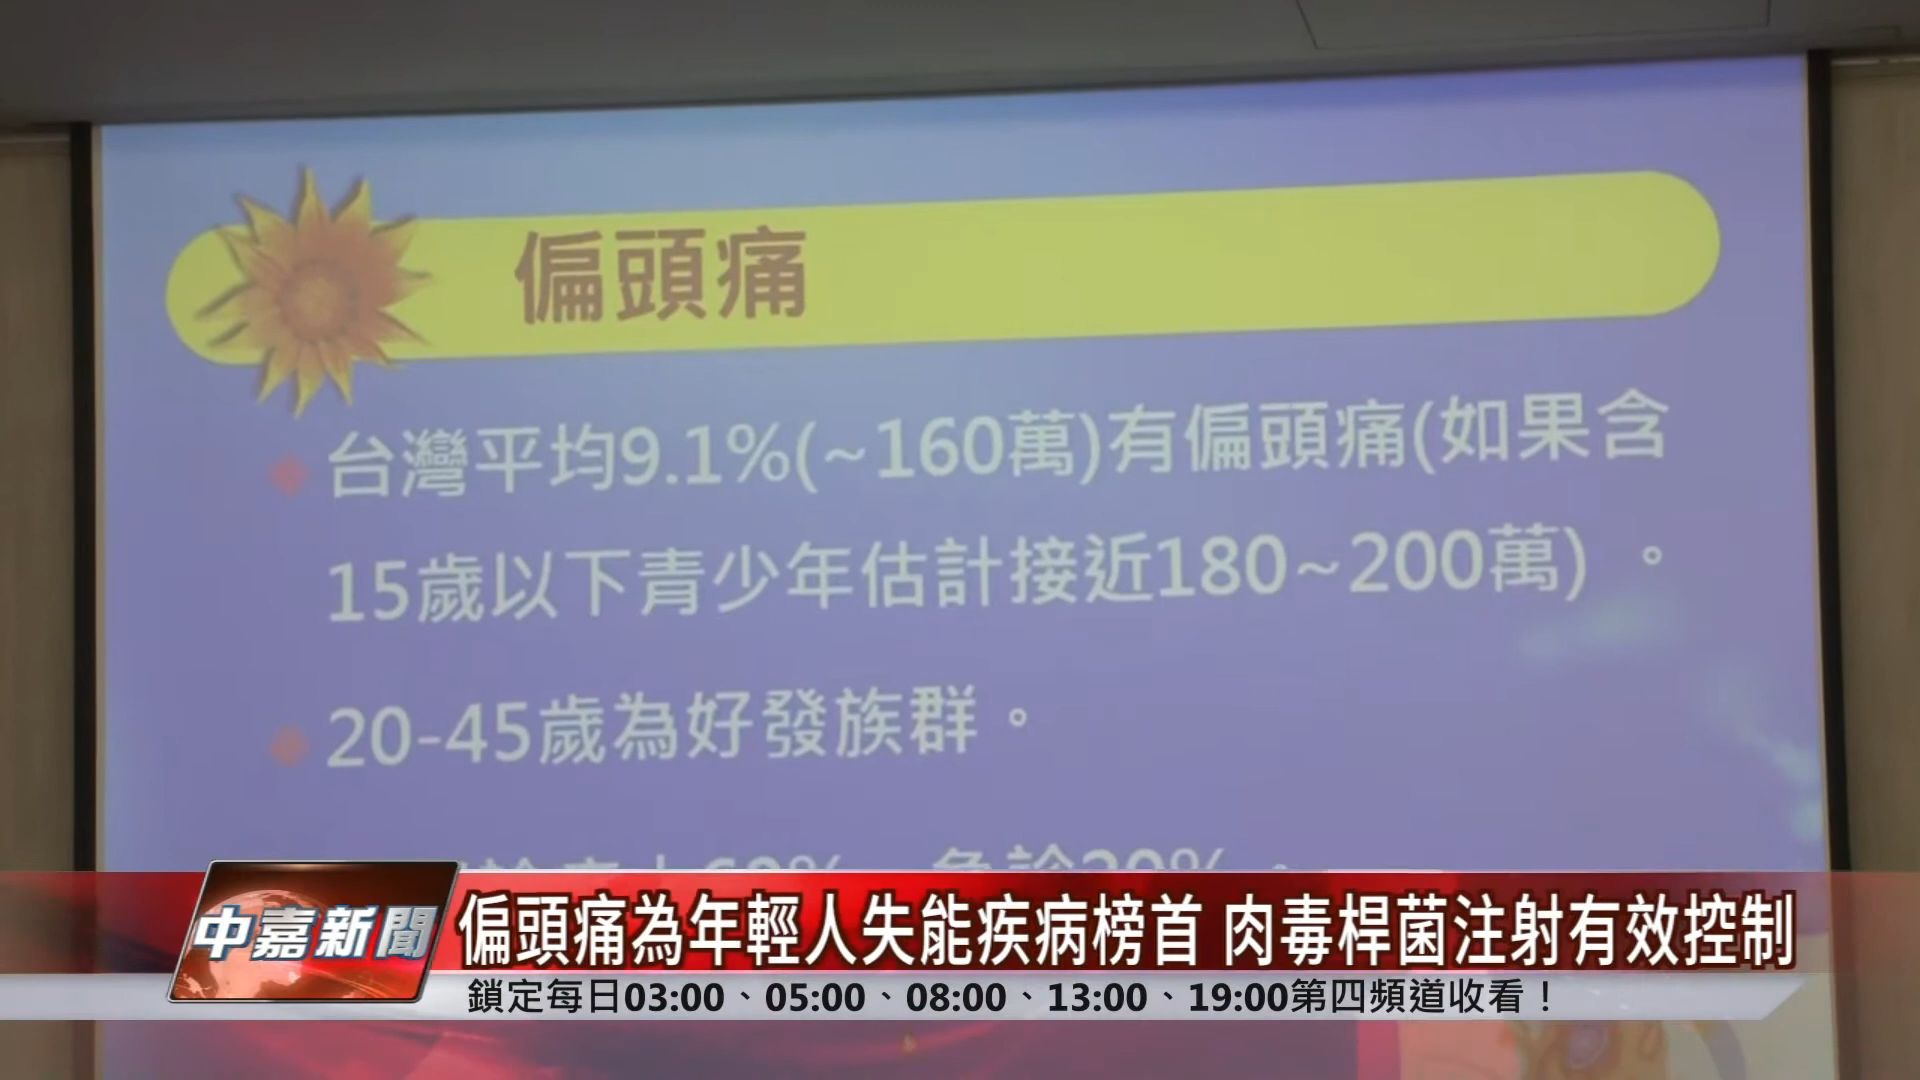 偏頭痛
台灣平均9.1%(~160萬)有偏頭痛(如果含
15歲以下青少年估計接近180~200萬) 。
20-45歲為好發族群。
中嘉新聞
偏頭痛為年輕人失能疾病榜首 肉毒桿菌注射有效控制
鎖定每日03:00、05:00、08:00、13:00、19:00第四頻道收看！